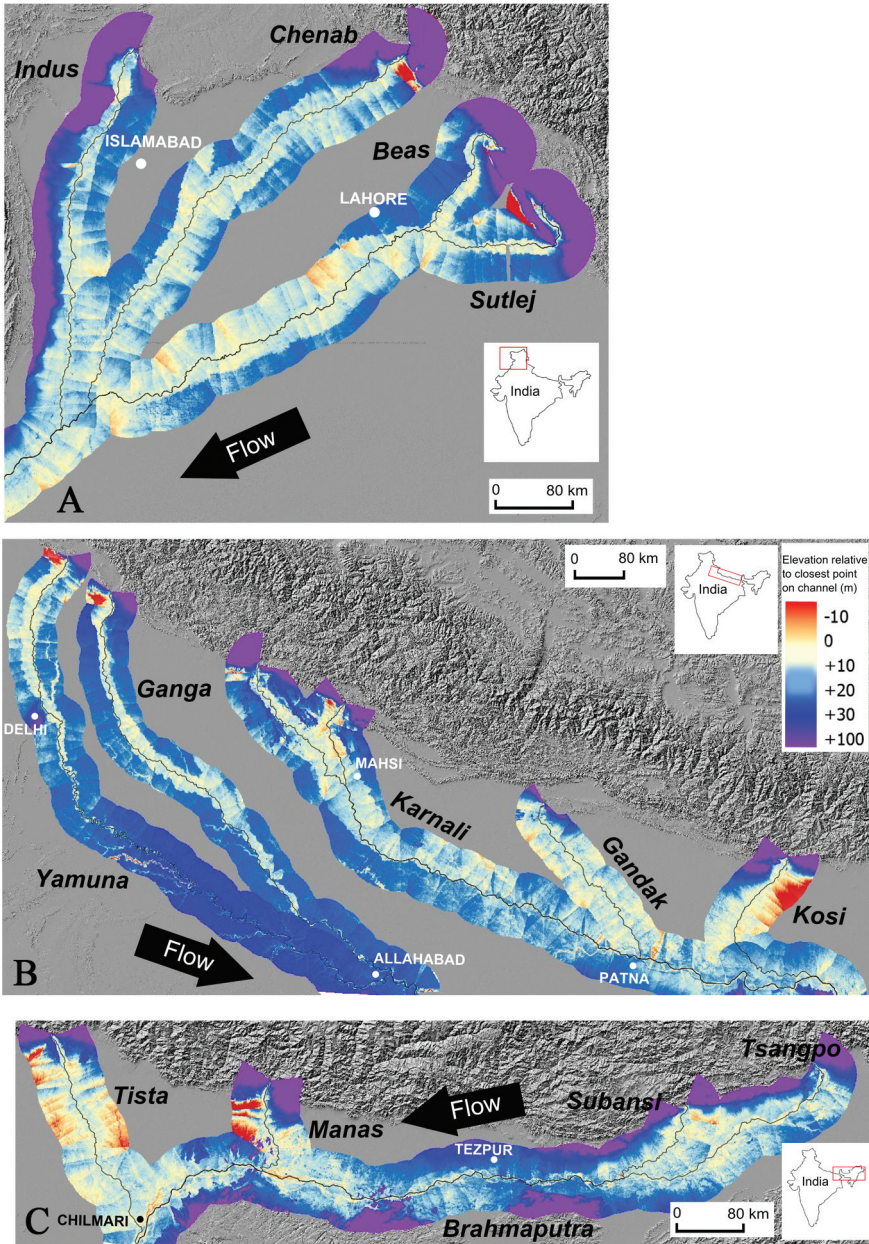 Chenab
Indus
ISLAMABAD
Beas
LAHORE
Sutlej
India
Flow
0 80 km
A
0 80 km
India
Elevation relative
to closest point
on channel (m)
-10
0
+10
+20
+30
+100
Ganga
DELHI
MAHSI
Karnali
Gandak
Yamuna
Kosi
Flow
ALLAHABAD
PATNA
B
Tsangpo
Tista
Flow
Subansi
Manas
TEZPUR
India
CHILMARI
0 80 km
Brahmaputra
C